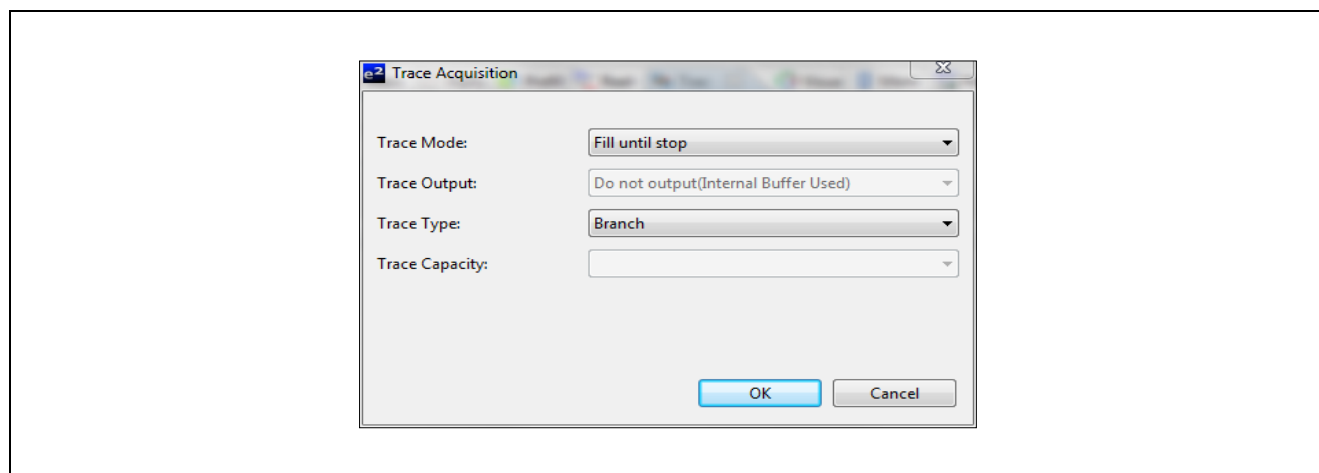 e² Trace Acquisition
Trace Mode: Fill until stop
Trace Output: Do not output(Internal Buffer Used)
Trace Type: Branch
Trace Capacity:
OK Cancel